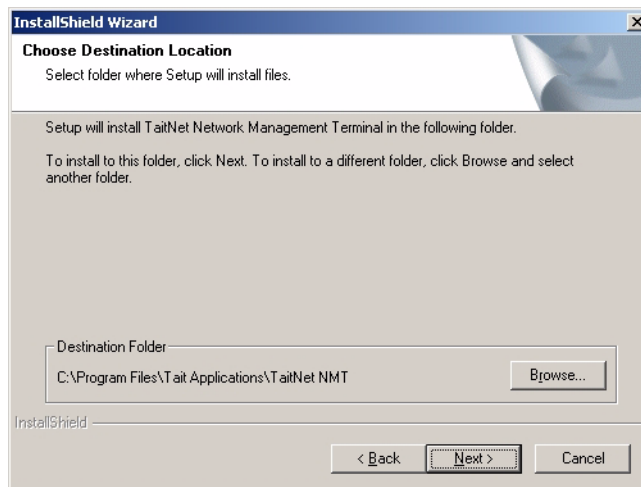 InstallShield Wizard
Choose Destination Location
Select folder where Setup will install files.
Setup will install TaitNet Network Management Terminal in the following folder.
To install to this folder, click Next. To install to a different folder, click Browse and select
another folder.
Destination Folder
C:\Program Files\Tait Applications\TaitNet NMT
Browse...
InstallShield
< Back
Next >
Cancel